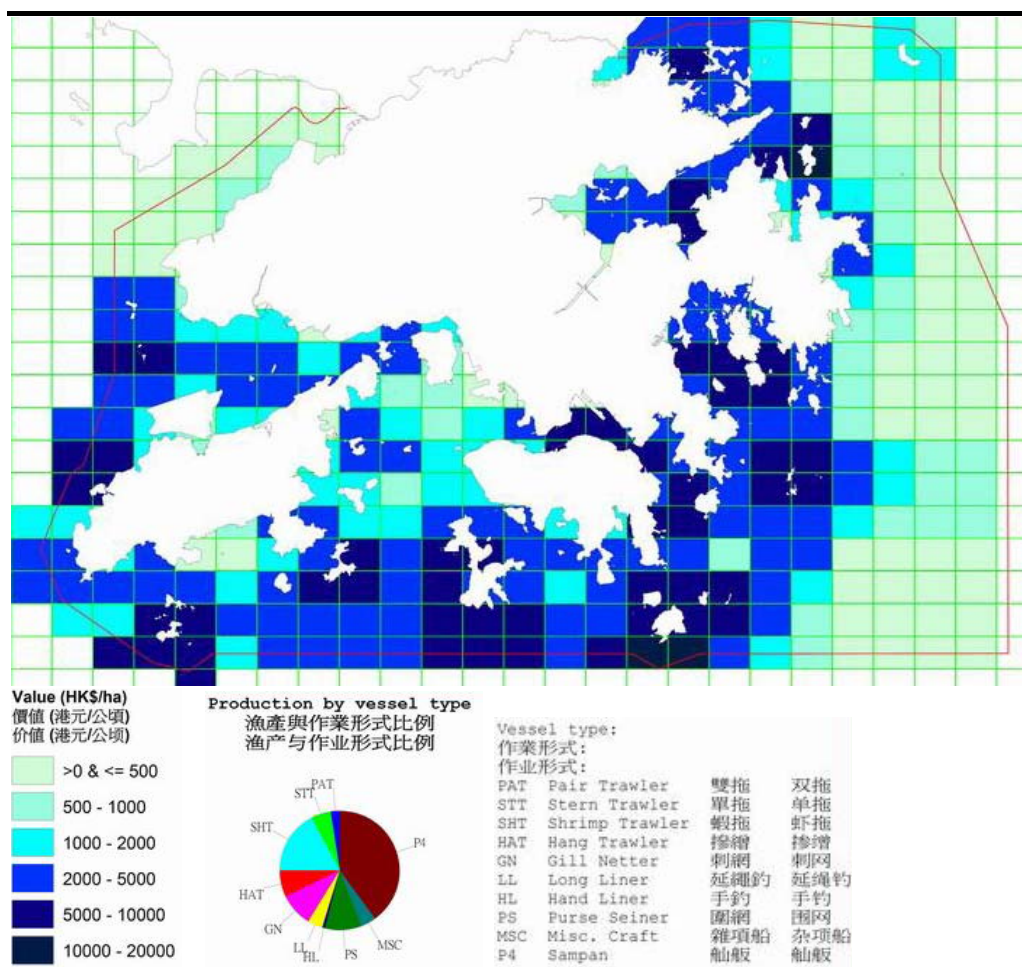 Value (HK$/ha)
價值 (港元/公頃)
价值 (港元/公顷)
>0 & <= 500
500 - 1000
1000 - 2000
2000 - 5000
5000 - 10000
10000 - 20000
Production by vessel type
漁產與作業形式比例
渔产与作业形式比例
PAT
STT
SHT
P4
HAT
GN
LL
HL
PS
MSC
Vessel type:
作業形式:
作业形式:
PAT Pair Trawler 雙拖 双拖
STT Stern Trawler 單拖 单拖
SHT Shrimp Trawler 蝦拖 虾拖
HAT Hang Trawler 摻繒 掺缯
GN Gill Netter 刺網 刺网
LL Long Liner 延繩釣 延绳钓
HL Hand Liner 手釣 手钓
PS Purse Seiner 圍網 围网
MSC Misc. Craft 雜項船 杂项船
P4 Sampan 舢舨 舢舨